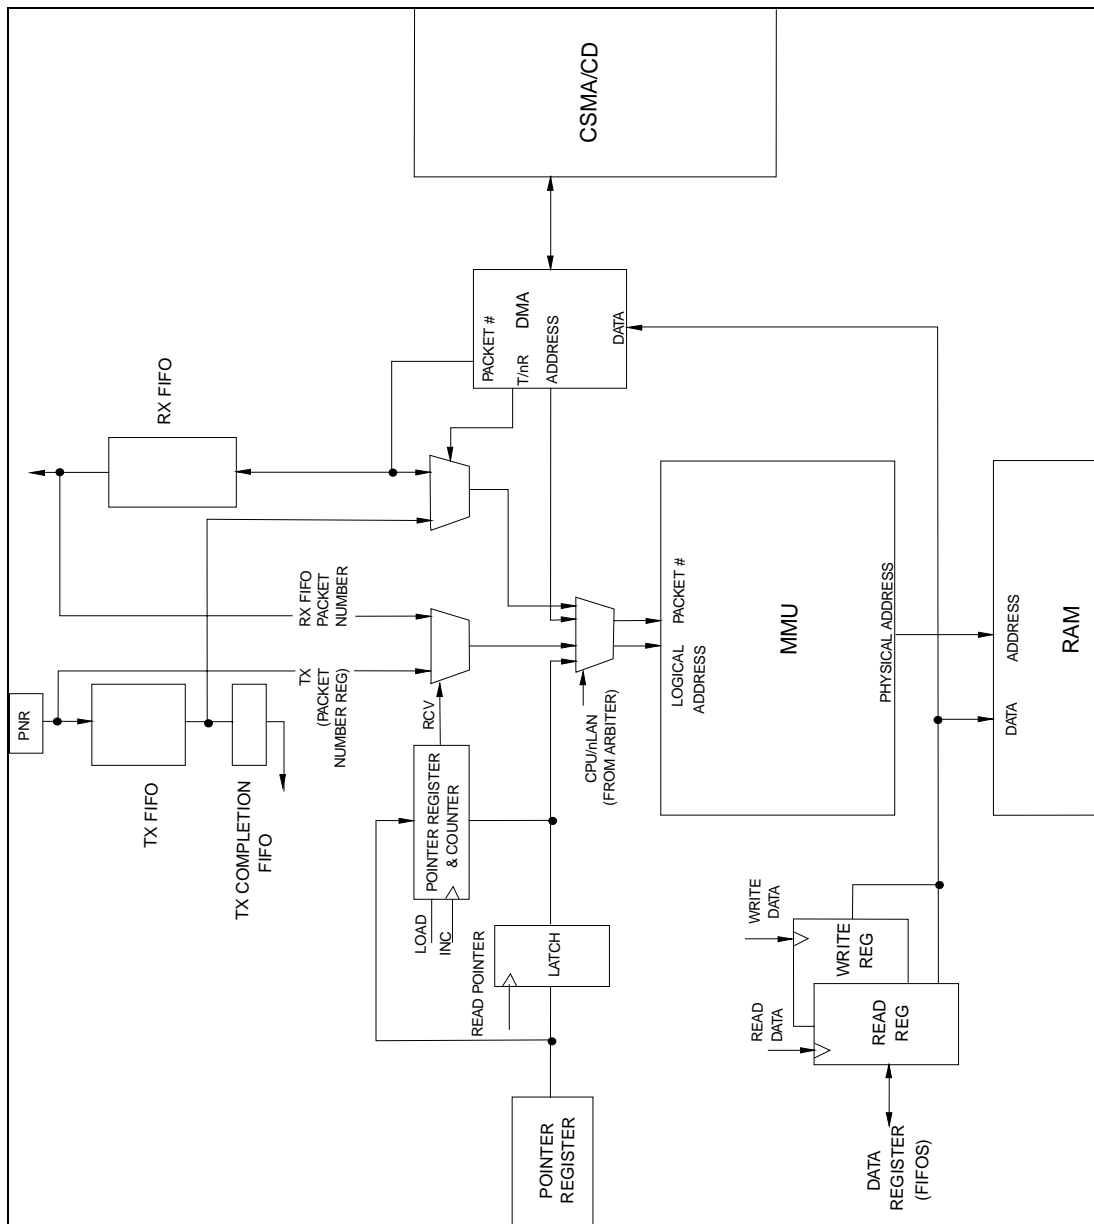 CSMA/CD
PACKET #
T/nR
DMA
ADDRESS
DATA
RX FIFO
RX FIFO
PACKET
NUMBER
TX
(PACKET
NUMBER REG)
PNR
TX FIFO
TX COMPLETION
FIFO
RCV
POINTER REGISTER
& COUNTER
LOAD
INC
CPU/nLAN
(FROM ARBITER)
PACKET #
LOGICAL
ADDRESS
MMU
PHYSICAL ADDRESS
ADDRESS
DATA
RAM
READ POINTER
LATCH
WRITE
DATA
WRITE
REG
READ
DATA
READ
REG
POINTER
REGISTER
DATA
REGISTER
(FIFOS)